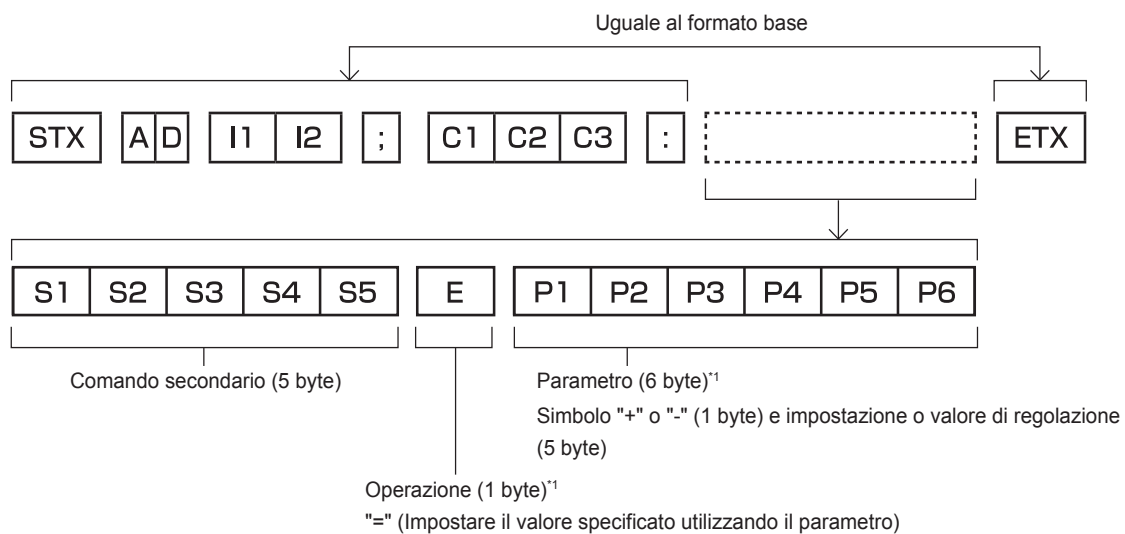 Uguale al formato base
STX A D I1 I2 ; C1 C2 C3 : ETX
S1 S2 S3 S4 S5 E P1 P2 P3 P4 P5 P6
Comando secondario (5 byte)
Parametro (6 byte)*1
Simbolo "+" o "-" (1 byte) e impostazione o valore di regolazione
(5 byte)
Operazione (1 byte)*1
"=" (Impostare il valore specificato utilizzando il parametro)